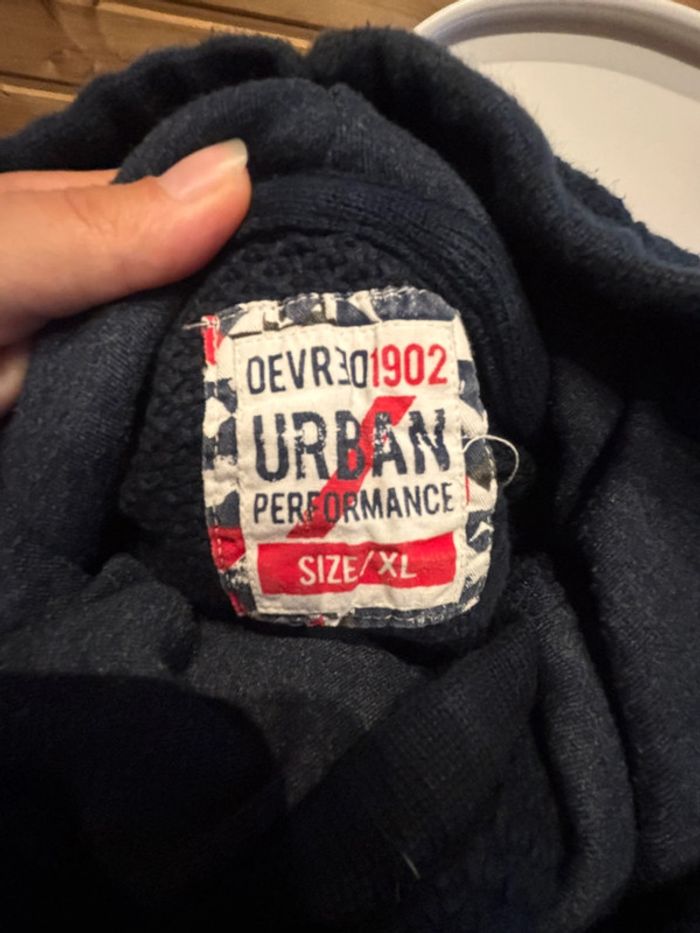 DEVRED1902
URBAN
PERFORMANCE
SIZE/XL